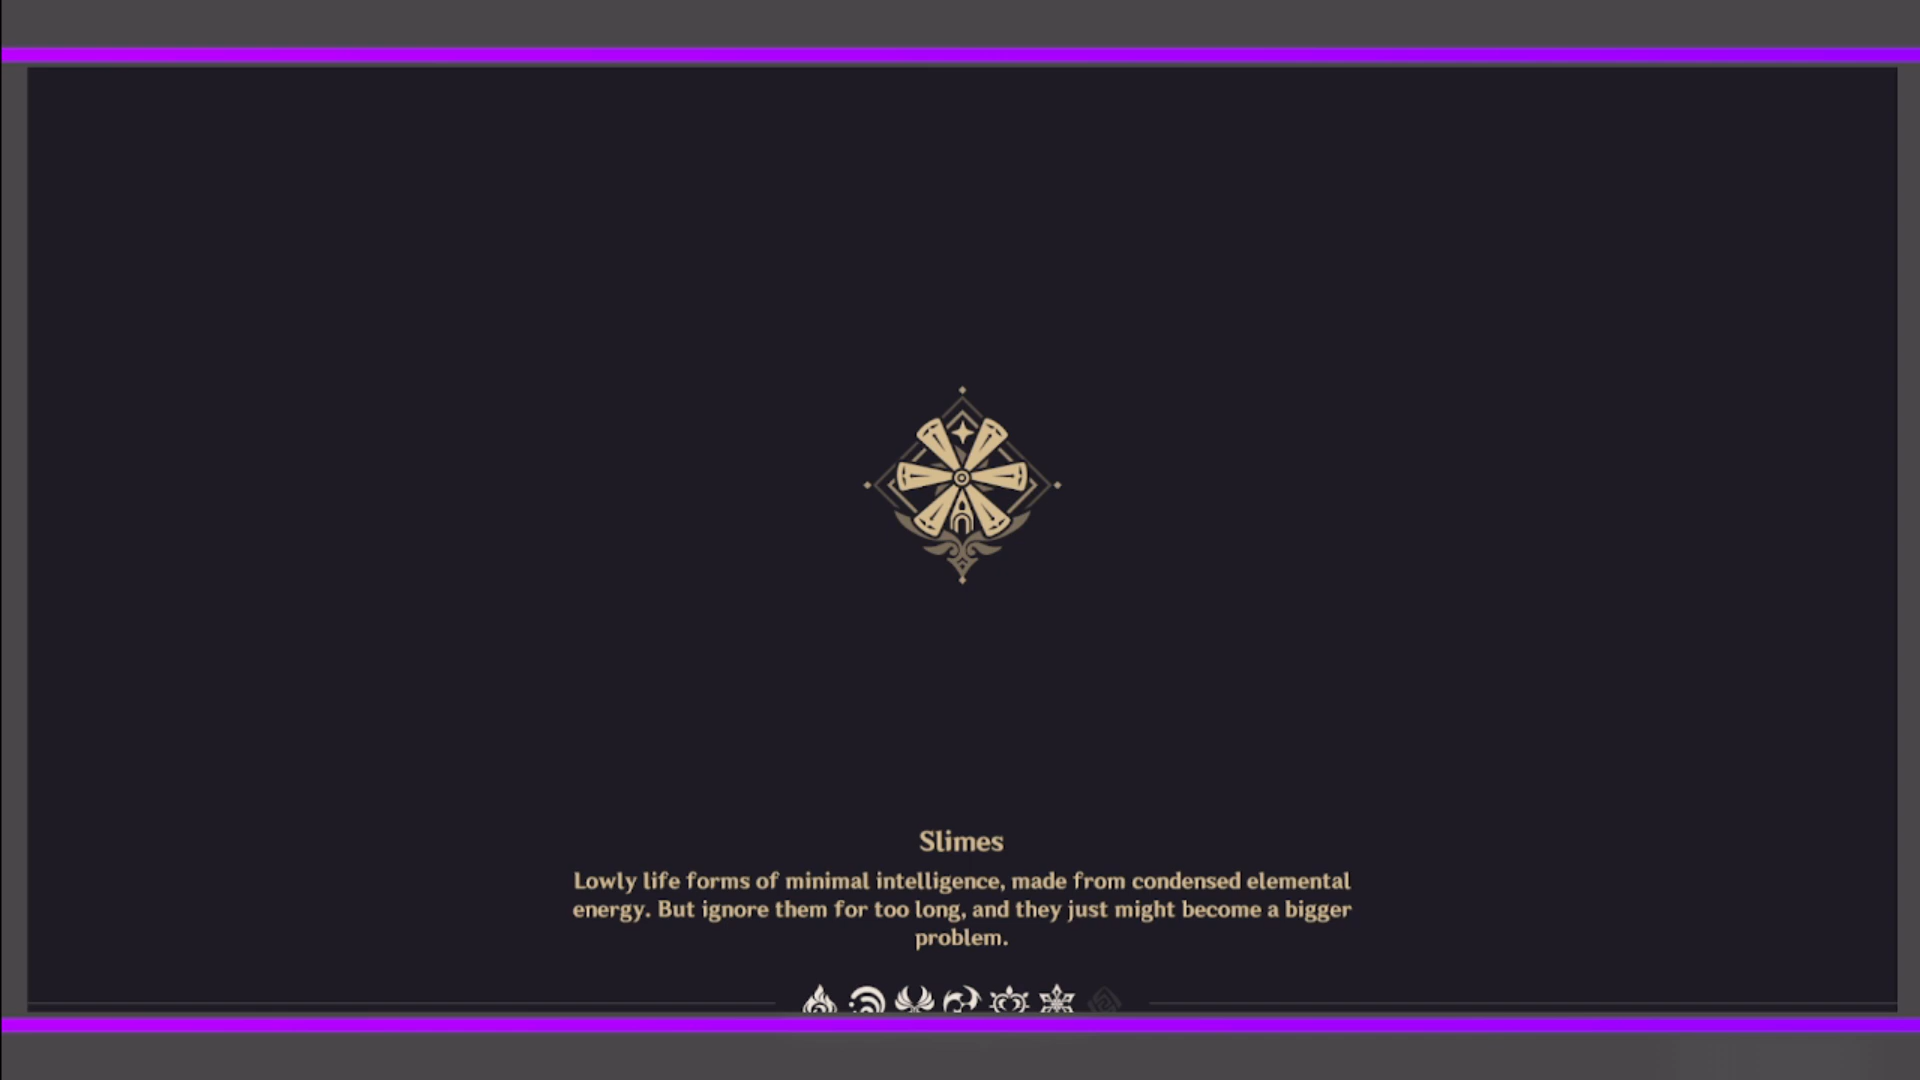 Slimes
Lowly life forms of minimal intelligence, made from condensed elemental
energy. But ignore them for too long, and they just might become a bigger
problem.